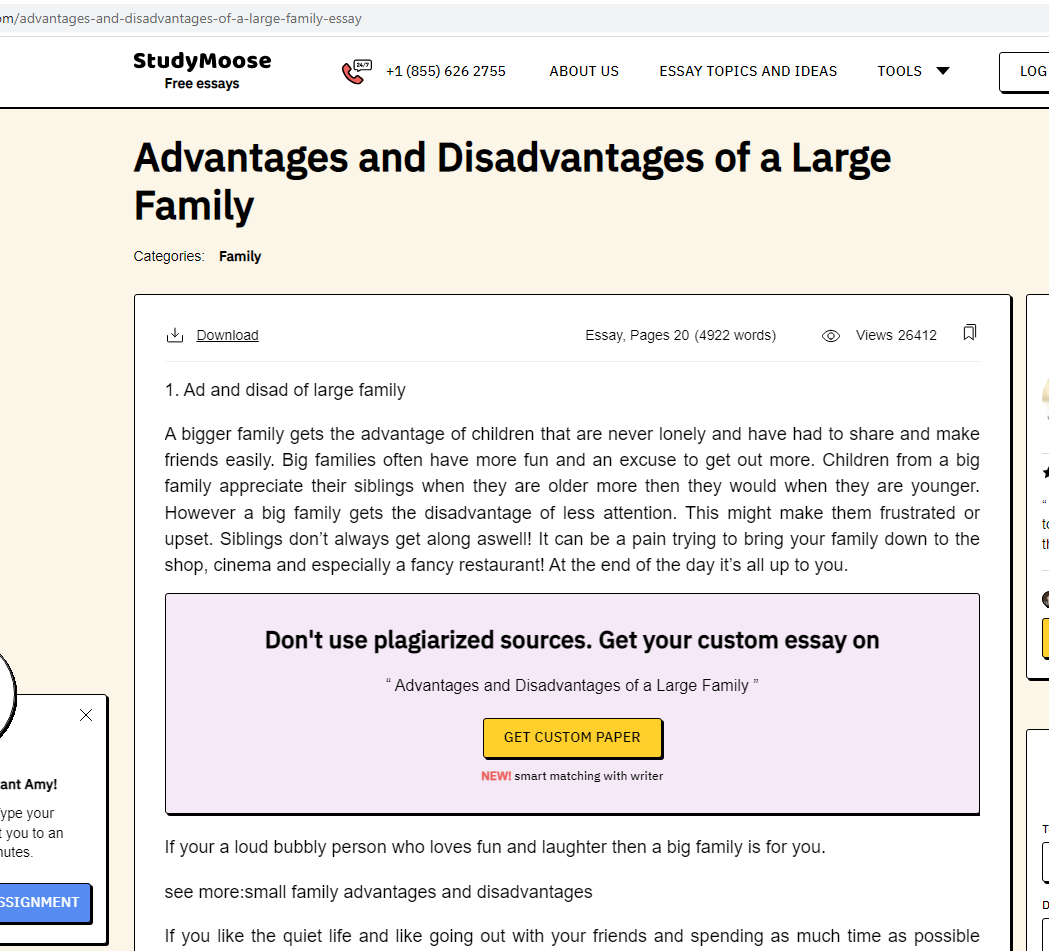 om/advantages-and-disadvantages-of-a-large-family-essay
StudyMoose
Free essays
24/7
+1 (855) 626 2755
ABOUT US
ESSAY TOPICS AND IDEAS
TOOLS
LOG
Advantages and Disadvantages of a Large
Family
Categories: Family
Download
Essay, Pages 20 (4922 words)
Views 26412
1. Ad and disad of large family
A bigger family gets the advantage of children that are never lonely and have had to share and make
friends easily. Big families often have more fun and an excuse to get out more. Children from a big
family appreciate their siblings when they are older more then they would when they are younger.
However a big family gets the disadvantage of less attention. This might make them frustrated or
upset. Siblings don’t always get along aswell! It can be a pain trying to bring your family down to the
shop, cinema and especially a fancy restaurant! At the end of the day it’s all up to you.
Don't use plagiarized sources. Get your custom essay on
“ Advantages and Disadvantages of a Large Family ”
GET CUSTOM PAPER
NEW! smart matching with writer
If your a loud bubbly person who loves fun and laughter then a big family is for you.
see more:small family advantages and disadvantages
If you like the quiet life and like going out with your friends and spending as much time as possible
ant Amy!
ype your
t you to an
nutes.
SSIGNMENT